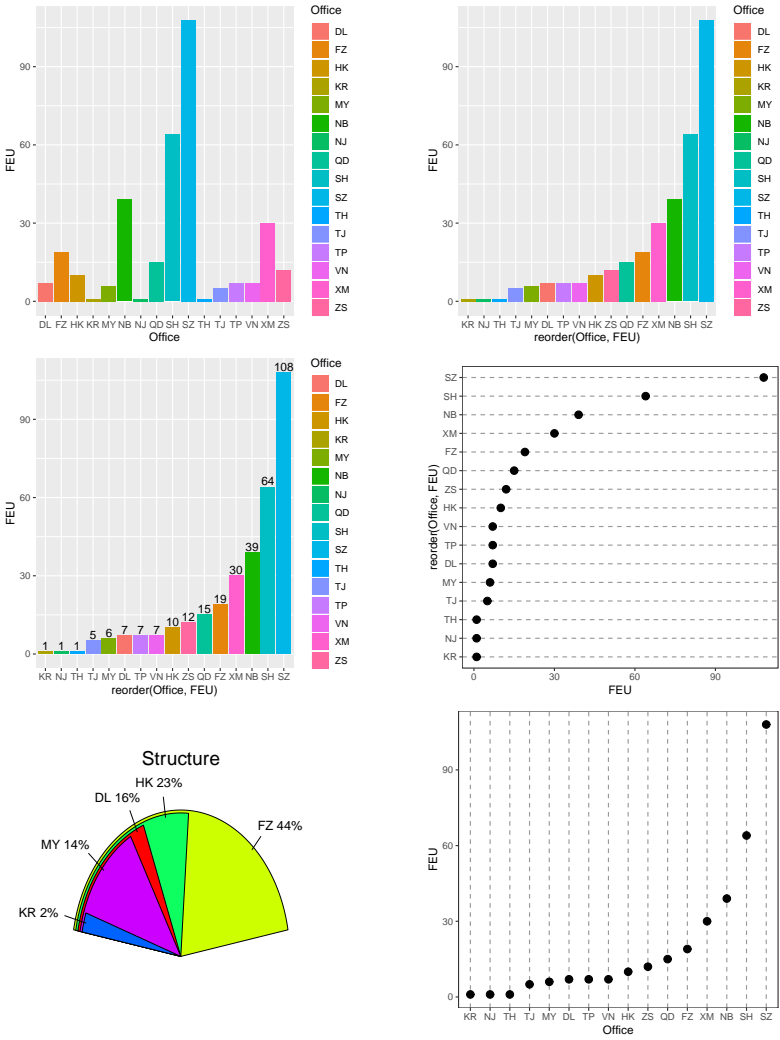 Office
DL
FZ
HK
KR
MY
NB
NJ
QD
SH
SZ
TH
TJ
TP
VN
XM
ZS
FEU
90
60
30
0
DL FZ HK KR MY NB NJ QD SH SZ TH TJ TP VN XM ZS
Office
Office
DL
FZ
HK
KR
MY
NB
NJ
QD
SH
SZ
TH
TJ
TP
VN
XM
ZS
FEU
90
60
30
0
KR NJ TH TJ MY DL TP VN HK ZS QD FZ XM NB SH SZ
reorder(Office, FEU)
Office
DL
FZ
HK
KR
MY
NB
NJ
QD
SH
SZ
TH
TJ
TP
VN
XM
ZS
FEU
90
60
30
0
1 1 1 5 6 7 7 7 10 12 15 19 30 39 64 108
KR NJ TH TJ MY DL TP VN HK ZS QD FZ XM NB SH SZ
reorder(Office, FEU)
reorder(Office, FEU)
SZ
SH
NB
XM
FZ
QD
ZS
HK
VN
TP
DL
MY
TJ
TH
NJ
KR
0 30 60 90
FEU
Structure
HK 23%
DL 16%
FZ 44%
MY 14%
KR 2%
FEU
90
60
30
0
KR NJ TH TJ MY DL TP VN HK ZS QD FZ XM NB SH SZ
Office